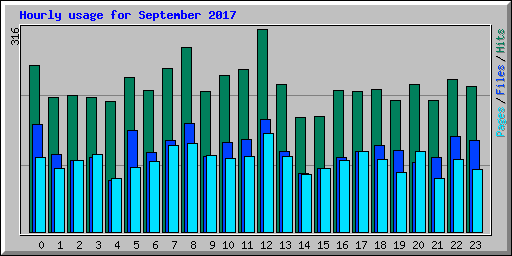 Hourly usage for September 2017
316
Pages/Files/Hits
0 1 2 3 4 5 6 7 8 9 10 11 12 13 14 15 16 17 18 19 20 21 22 23